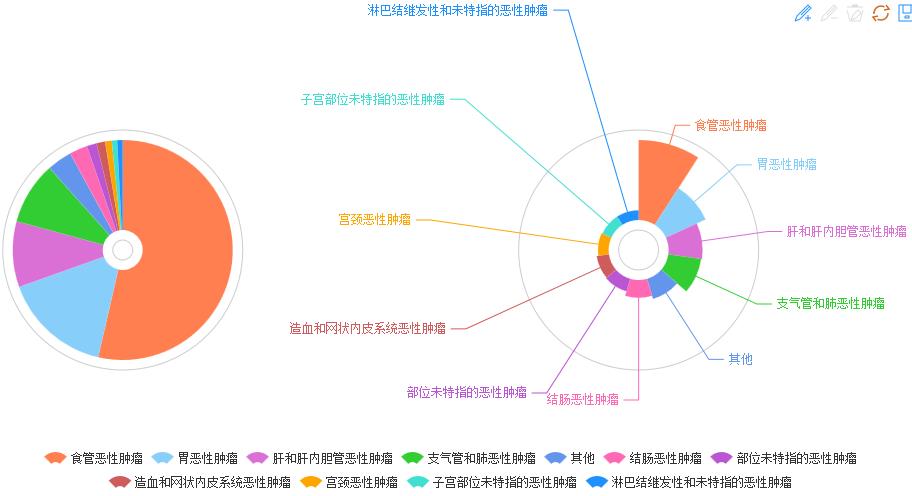 淋巴结继发性和未特指的恶性肿瘤
子宫部位未特指的恶性肿瘤
食管恶性肿瘤
胃恶性肿瘤
宫颈恶性肿瘤
肝和肝内胆管恶性肿瘤
支气管和肺恶性肿瘤
造血和网状内皮系统恶性肿瘤
其他
部位未特指的恶性肿瘤
结肠恶性肿瘤
食管恶性肿瘤 胃恶性肿瘤 肝和肝内胆管恶性肿瘤 支气管和肺恶性肿瘤 其他 结肠恶性肿瘤 部位未特指的恶性肿瘤
造血和网状内皮系统恶性肿瘤 宫颈恶性肿瘤 子宫部位未特指的恶性肿瘤 淋巴结继发性和未特指的恶性肿瘤